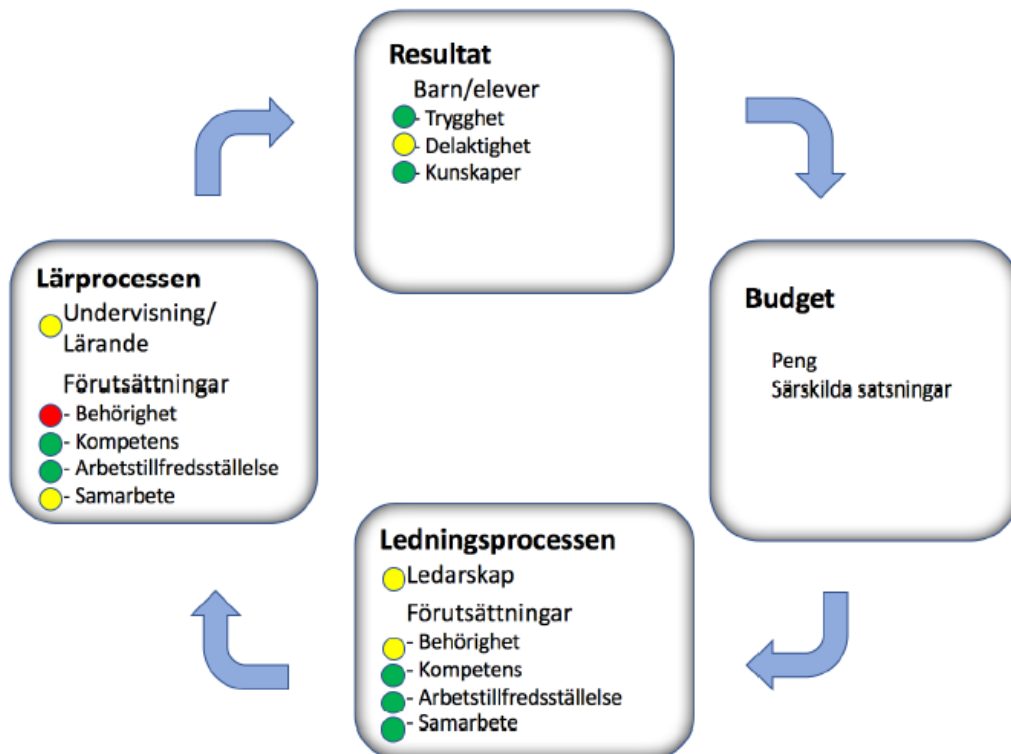 Resultat
Barn/elever
- Trygghet
- Delaktighet
- Kunskaper
Budget
Peng
Särskilda satsningar
Ledningsprocessen
Ledarskap
Förutsättningar
- Behörighet
- Kompetens
- Arbetstillfredsställelse
- Samarbete
Lärprocessen
Undervisning/
Lärande
Förutsättningar
- Behörighet
- Kompetens
- Arbetstillfredsställelse
- Samarbete